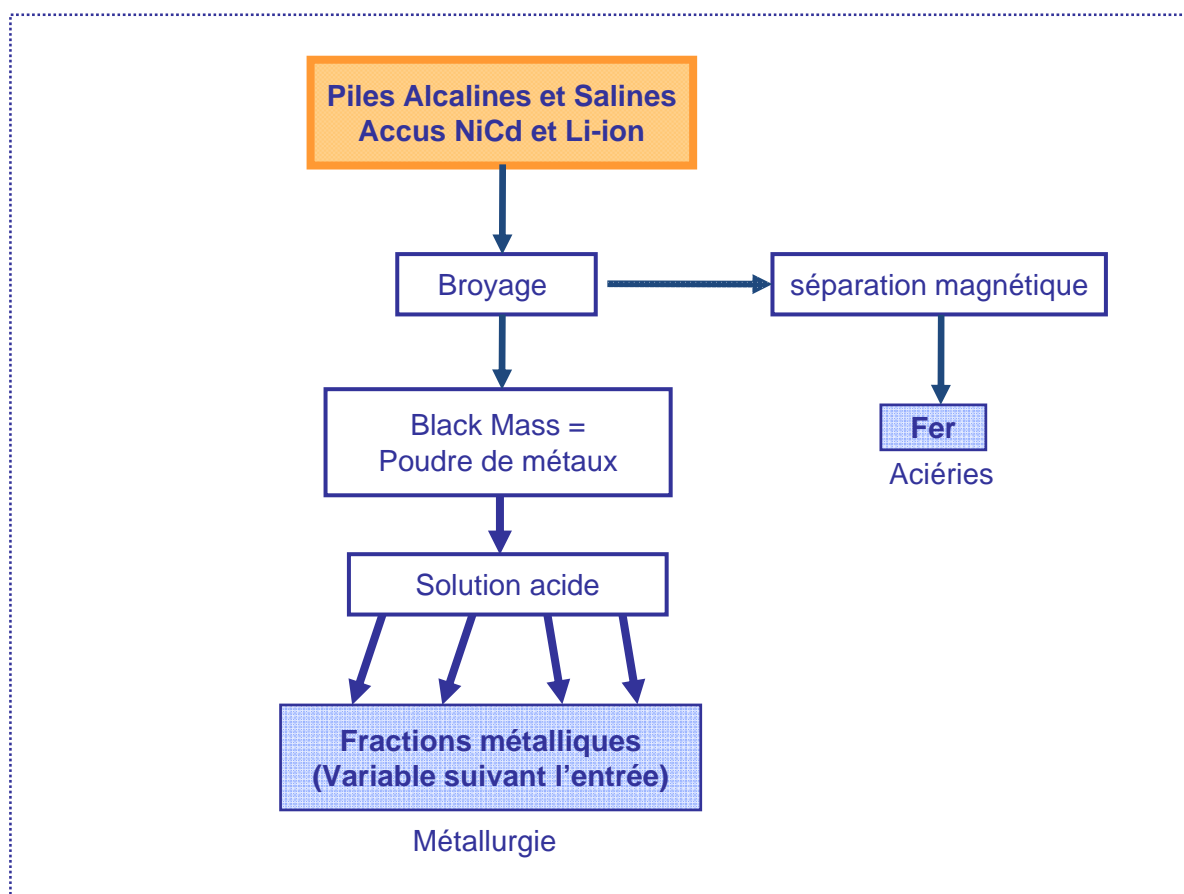 Piles Alcalines et Salines
Accus NiCd et Li-ion
Broyage
séparation magnétique
Black Mass =
Poudre de métaux
Fer
Aciéries
Solution acide
Fractions métalliques
(Variable suivant l’entrée)
Métallurgie